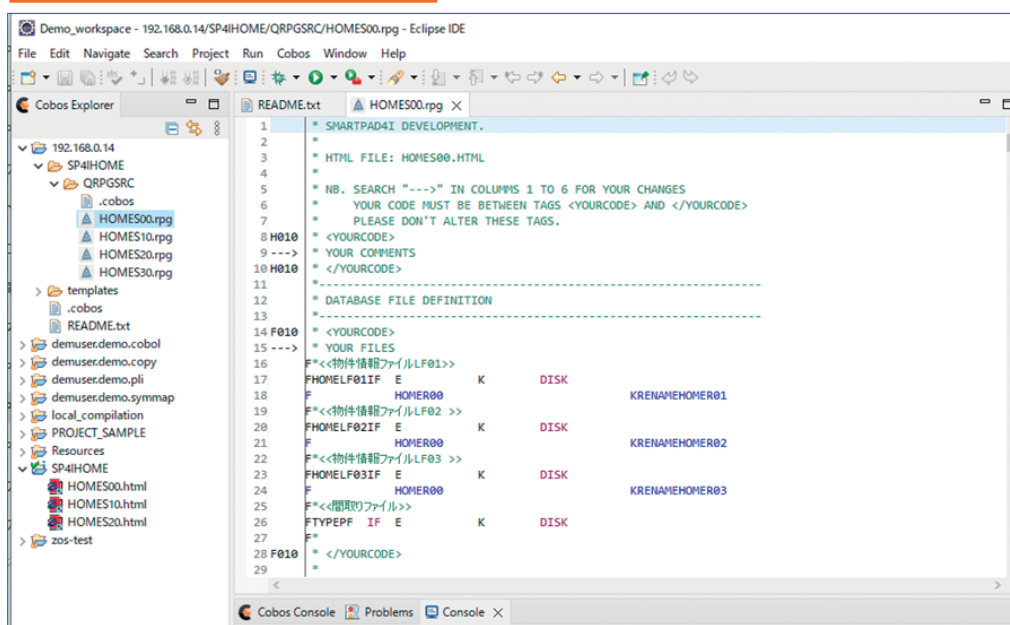 Demo_workspace - 192.168.0.14/SP4IHOME/QRPGSRC/HOMES00.rpg - Eclipse IDE
File Edit Navigate Search Project Run Cobos Window Help
Cobos Explorer
192.168.0.14
SP4IHOME
QRPGSRC
.cobos
HOMES00.rpg
HOMES10.rpg
HOMES20.rpg
HOMES30.rpg
templates
.cobos
README.txt
demuser.demo.cobol
demuser.demo.copy
demuser.demo.pli
demuser.demo.symmap
local_compilation
PROJECT_SAMPLE
Resources
SP4IHOME
HOMES00.html
HOMES10.html
HOMES20.html
zos-test
README.txt HOMES00.rpg
1 * SMARTPAD4I DEVELOPMENT.
2 *
3 * HTML FILE: HOMES00.HTML
4 *
5 * NB. SEARCH "--->" IN COLUMMS 1 TO 6 FOR YOUR CHANGES
6 * YOUR CODE MUST BE BETWEEN TAGS <YOURCODE> AND </YOURCODE>
7 * PLEASE DON'T ALTER THESE TAGS.
8 H010 * <YOURCODE>
9 ---> * YOUR COMMENTS
10 H010 * </YOURCODE>
11 *----------------------------------------------------------------
12 * DATABASE FILE DEFINITION
13 *----------------------------------------------------------------
14 F010 * <YOURCODE>
15 ---> * YOUR FILES
16 F*<<物件情報ファイルLF01>>
17 FHOMELF01IF E K DISK
18 F HOMER00 KRENAMEHOMER01
19 F*<<物件情報ファイルLF02 >>
20 FHOMELF02IF E K DISK
21 F HOMER00 KRENAMEHOMER02
22 F*<<物件情報ファイルLF03 >>
23 FHOMELF03IF E K DISK
24 F HOMER00 KRENAMEHOMER03
25 F*<<間取りファイル>>
26 FTYPEPF IF E K DISK
27 F*
28 F010 * </YOURCODE>
29 *
Cobos Console Problems Console